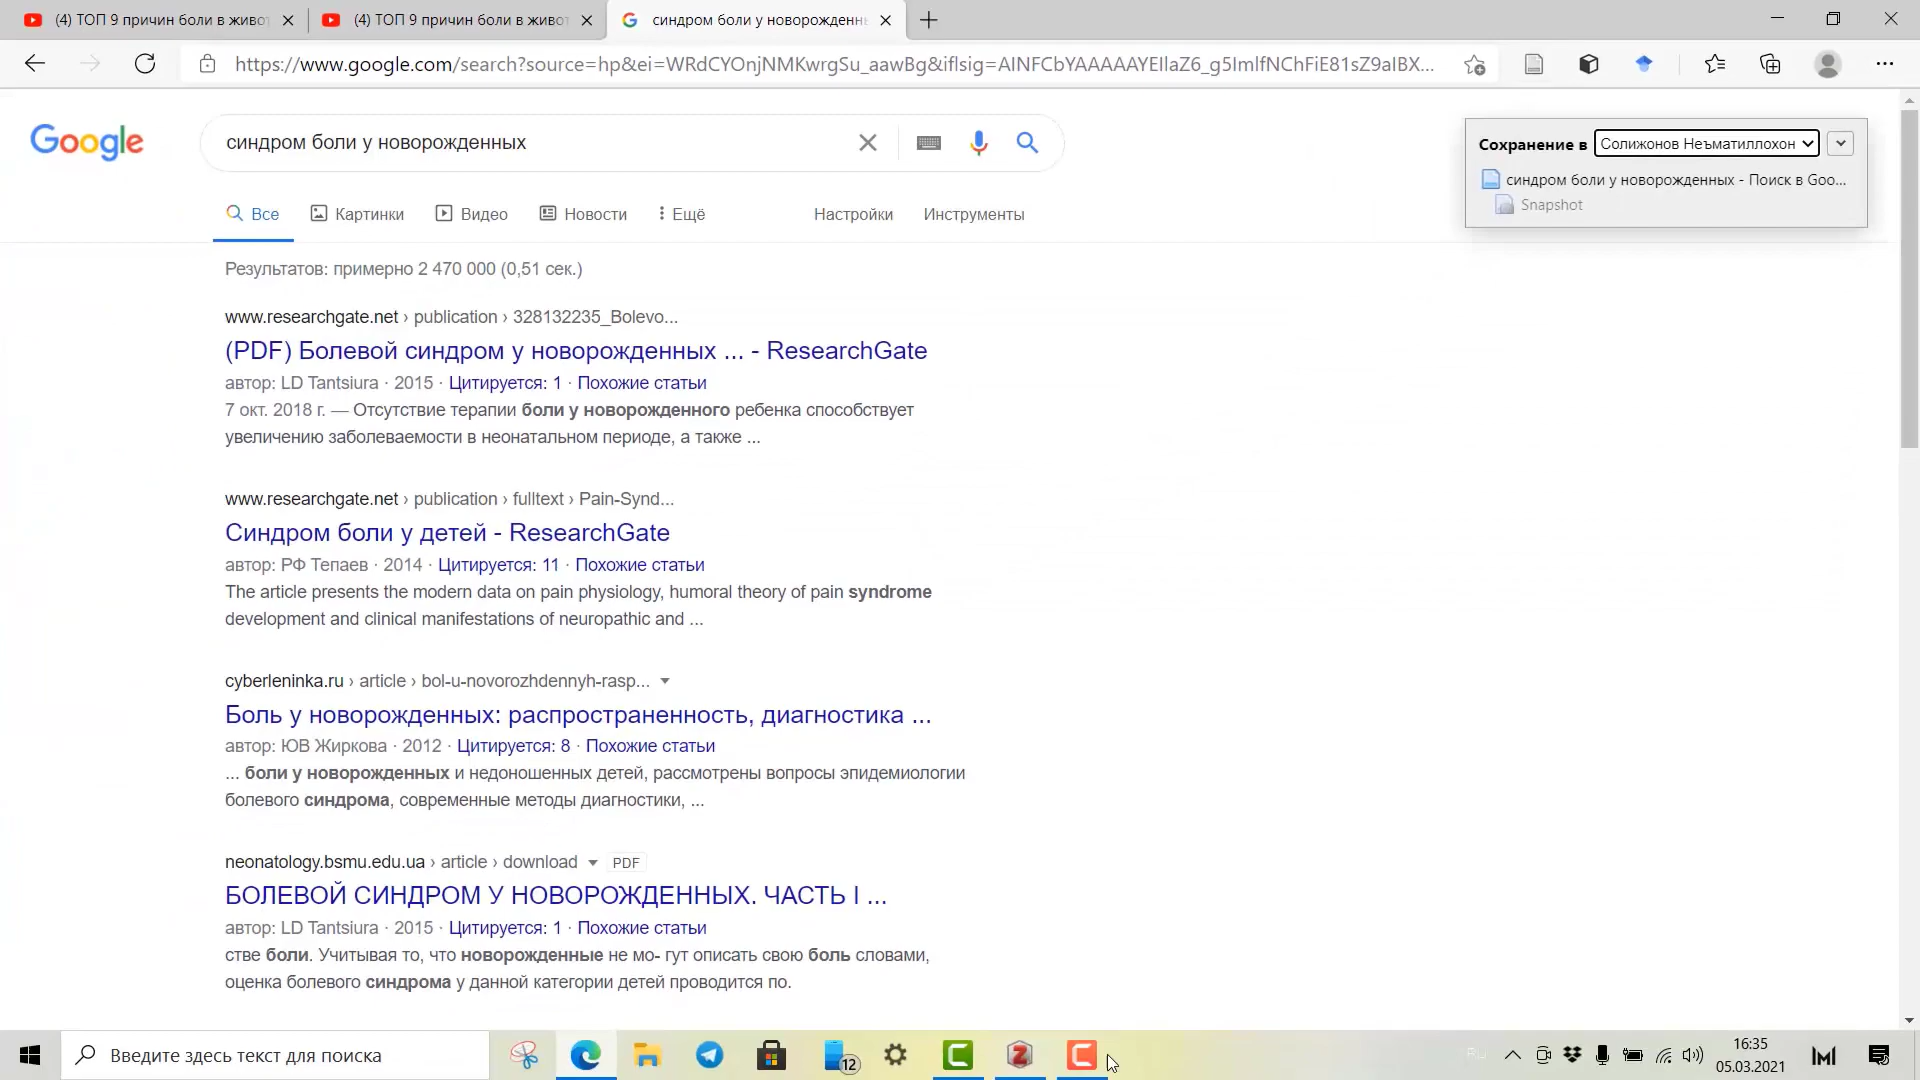 (4) ТОП 9 причин боли в живо
(4) ТОП 9 причин боли в живо
синдром боли у новорожденн
https://www.google.com/search?source=hp&ei=WRdCYOnjNMKwrgSu_aawBg&iflsig=AINFCbYAAAAAYEIlaZ6_g5ImlfNChFiE81sZ9aIBX...
Google
синдром боли у новорожденных
Сохранение в Солижонов Неъматиллохон
синдром боли у новорожденных - Поиск в Goo...
Snapshot
Все Картинки Видео Новости Ещё Настройки Инструменты
Результатов: примерно 2 470 000 (0,51 сек.)
www.researchgate.net › publication › 328132235_Bolevo...
(PDF) Болевой синдром у новорожденных ... - ResearchGate
автор: LD Tantsiura · 2015 · Цитируется: 1 · Похожие статьи
7 окт. 2018 г. — Отсутствие терапии боли у новорожденного ребенка способствует
увеличению заболеваемости в неонатальном периоде, а также ...
www.researchgate.net › publication › fulltext › Pain-Synd...
Синдром боли у детей - ResearchGate
автор: РФ Тепаев · 2014 · Цитируется: 11 · Похожие статьи
The article presents the modern data on pain physiology, humoral theory of pain syndrome
development and clinical manifestations of neuropathic and ...
cyberleninka.ru › article › bol-u-novorozhdennyh-rasp...
Боль у новорожденных: распространенность, диагностика ...
автор: ЮВ Жиркова · 2012 · Цитируется: 8 · Похожие статьи
... боли у новорожденных и недоношенных детей, рассмотрены вопросы эпидемиологии
болевого синдрома, современные методы диагностики, ...
neonatology.bsmu.edu.ua › article › download PDF
БОЛЕВОЙ СИНДРОМ У НОВОРОЖДЕННЫХ. ЧАСТЬ I ...
автор: LD Tantsiura · 2015 · Цитируется: 1 · Похожие статьи
стве боли. Учитывая то, что новорожденные не мо- гут описать свою боль словами,
оценка болевого синдрома у данной категории детей проводится по.
Введите здесь текст для поиска
12
RU
16:35
05.03.2021